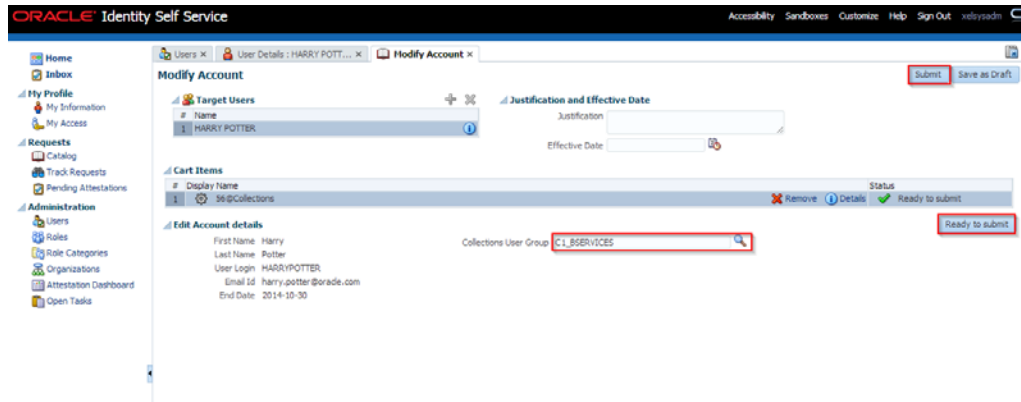 ORACLE Identity Self Service
Accessibility Sandboxes Customize Help Sign Out xelsysadm
Home
Inbox
My Profile
My Information
My Access
Requests
Catalog
Track Requests
Pending Attestations
Administration
Users
Roles
Role Categories
Organizations
Attestation Dashboard
Open Tasks
Users × User Details : HARRY POTT... × Modify Account ×
Modify Account
Submit Save as Draft
Target Users
# Name
1 HARRY POTTER
Justification and Effective Date
Justification
Effective Date
Cart Items
# Display Name Status
1 56@Collections Remove Details Ready to submit
Edit Account details
Ready to submit
First Name Harry
Last Name Potter
User Login HARRYPOTTER
Email Id harry.potter@orade.com
End Date 2014-10-30
Collections User Group C1_BSERVICES